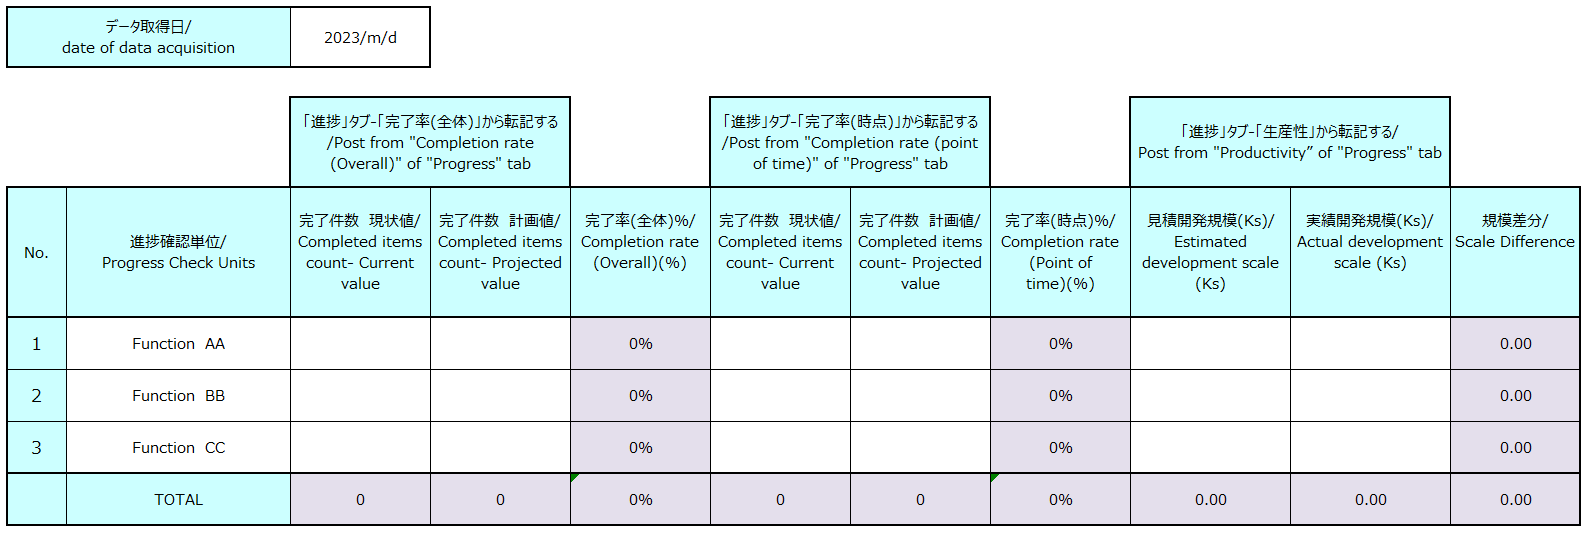 データ取得日/
date of data acquisition
2023/m/d
「進捗」タブ-「完了率(全体)」から転記する
/Post from "Completion rate
(Overall)" of "Progress" tab
「進捗」タブ-「完了率(時点)」から転記する
/Post from "Completion rate (point
of time)" of "Progress" tab
「進捗」タブ-「生産性」から転記する/
Post from "Productivity” of "Progress" tab
No.
進捗確認単位/
Progress Check Units
完了件数　現状値/
Completed items
count- Current
value
完了件数　計画値/
Completed items
count- Projected
value
完了率(全体)%/
Completion rate
(Overall)(%)
完了件数　現状値/
Completed items
count- Current
value
完了件数　計画値/
Completed items
count- Projected
value
完了率(時点)%/
Completion rate
(Point of
time)(%)
見積開発規模(Ks)/
Estimated
development scale
(Ks)
実績開発規模(Ks)/
Actual development
scale (Ks)
規模差分/
Scale Difference
1 Function AA 0% 0% 0.00
2 Function BB 0% 0% 0.00
3 Function CC 0% 0% 0.00
TOTAL 0 0 0% 0 0 0% 0.00 0.00 0.00